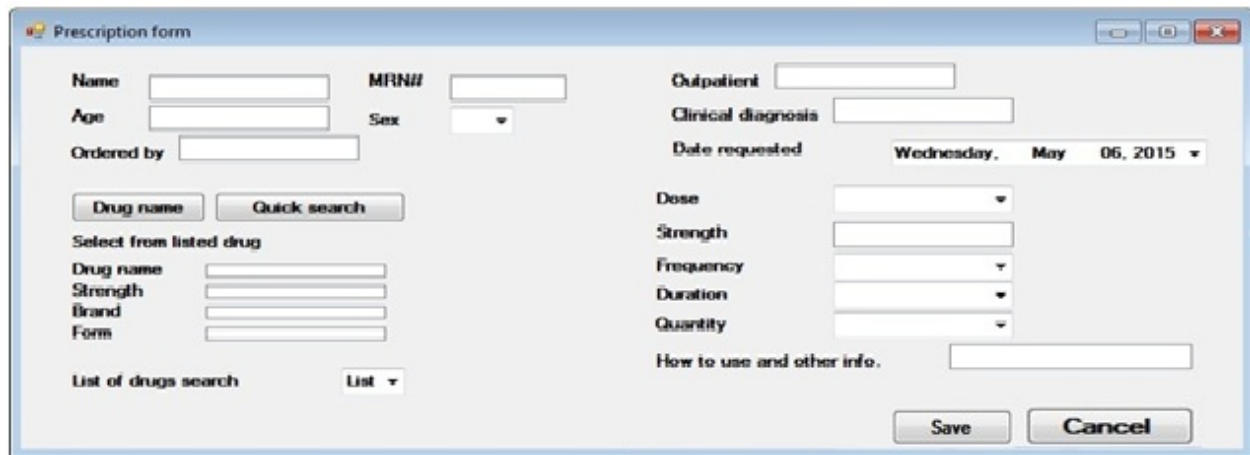 Prescription form
Name
MRN#
Age
Sex
Ordered by
Outpatient
Clinical diagnosis
Date requested
Wednesday, May 06, 2015
Drug name
Quick search
Select from listed drug
Drug name
Strength
Brand
Form
List of drugs search
List
Dose
Strength
Frequency
Duration
Quantity
How to use and other info.
Save
Cancel